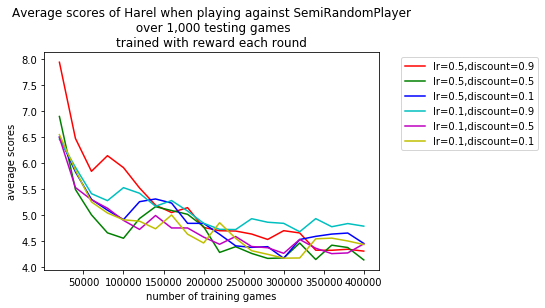 Average scores of Harel when playing against SemiRandomPlayer
over 1,000 testing games
trained with reward each round
8.0
7.5
7.0
6.5
6.0
5.5
5.0
4.5
4.0
average scores
50000 100000 150000 200000 250000 300000 350000 400000
number of training games
lr=0.5,discount=0.9
lr=0.5,discount=0.5
lr=0.5,discount=0.1
lr=0.1,discount=0.9
lr=0.1,discount=0.5
lr=0.1,discount=0.1